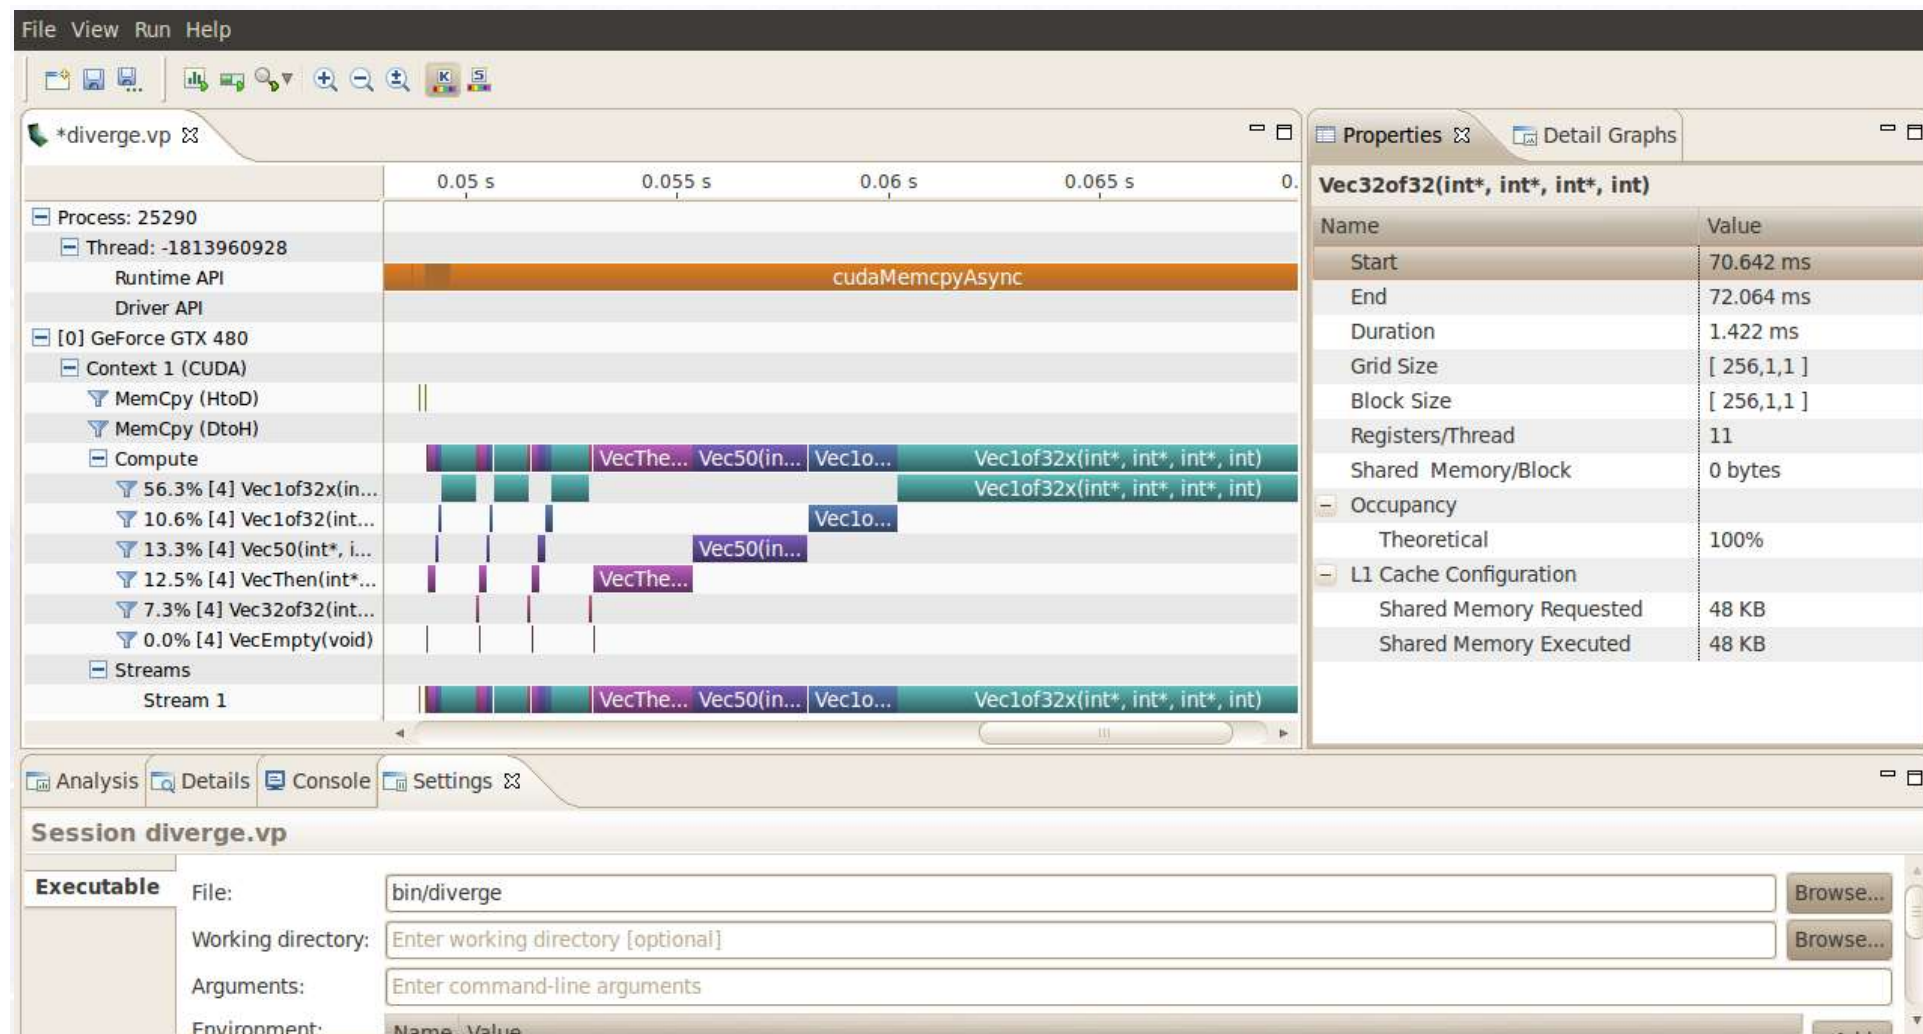 File View Run Help
*diverge.vp
0.05 s 0.055 s 0.06 s 0.065 s 0.
Process: 25290
Thread: -1813960928
Runtime API cudaMemcpyAsync
Driver API
[0] GeForce GTX 480
Context 1 (CUDA)
MemCpy (HtoD)
MemCpy (DtoH)
Compute VecThe... Vec50(in... Vec1o... Vec1of32x(int*, int*, int*, int)
56.3% [4] Vec1of32x(in... Vec1of32x(int*, int*, int*, int)
10.6% [4] Vec1of32(int... Vec1o...
13.3% [4] Vec50(int*, i... Vec50(in...
12.5% [4] VecThen(int*... VecThe...
7.3% [4] Vec32of32(int...
0.0% [4] VecEmpty(void)
Streams
Stream 1 VecThe... Vec50(in... Vec1o... Vec1of32x(int*, int*, int*, int)
Properties Detail Graphs
Vec32of32(int*, int*, int*, int)
Name Value
Start 70.642 ms
End 72.064 ms
Duration 1.422 ms
Grid Size [ 256,1,1 ]
Block Size [ 256,1,1 ]
Registers/Thread 11
Shared Memory/Block 0 bytes
Occupancy
Theoretical 100%
L1 Cache Configuration
Shared Memory Requested 48 KB
Shared Memory Executed 48 KB
Analysis Details Console Settings
Session diverge.vp
Executable
File: bin/diverge Browse...
Working directory: Enter working directory [optional] Browse...
Arguments: Enter command-line arguments
Environment: Name Value